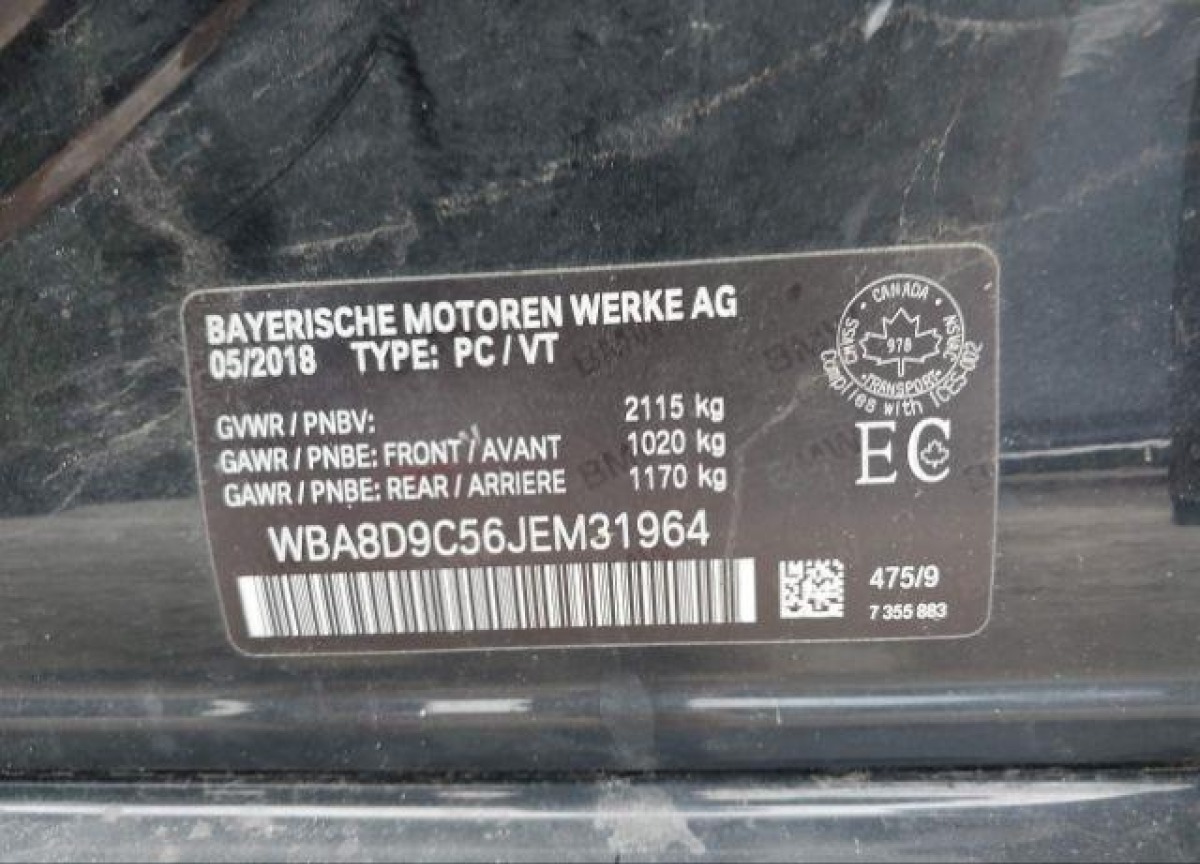 BAYERISCHE MOTOREN WERKE AG
05/2018 TYPE: PC / VT
GVWR / PNBV: 2115 kg
GAWR / PNBE: FRONT / AVANT 1020 kg
GAWR / PNBE: REAR / ARRIERE 1170 kg
WBA8D9C56JEM31964
475/9
7 355 883
CANADA
CMVSS
NSVAC
978
TRANSPORT
Complies with ICES-002
EC